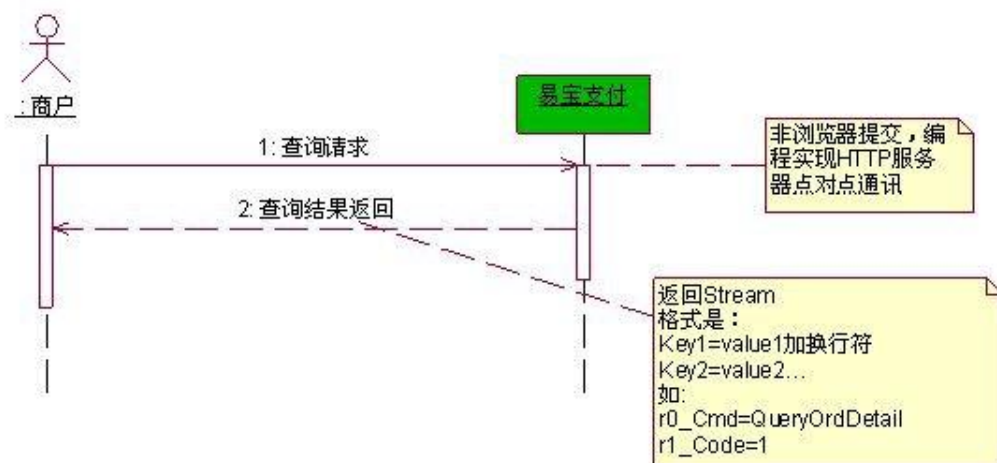 : 商户
易宝支付
1: 查询请求
非浏览器提交，编
程实现HTTP服务
器点对点通讯
2: 查询结果返回
返回Stream
格式是：
Key1=value1加换行符
Key2=value2...
如:
r0_Cmd=QueryOrdDetail
r1_Code=1